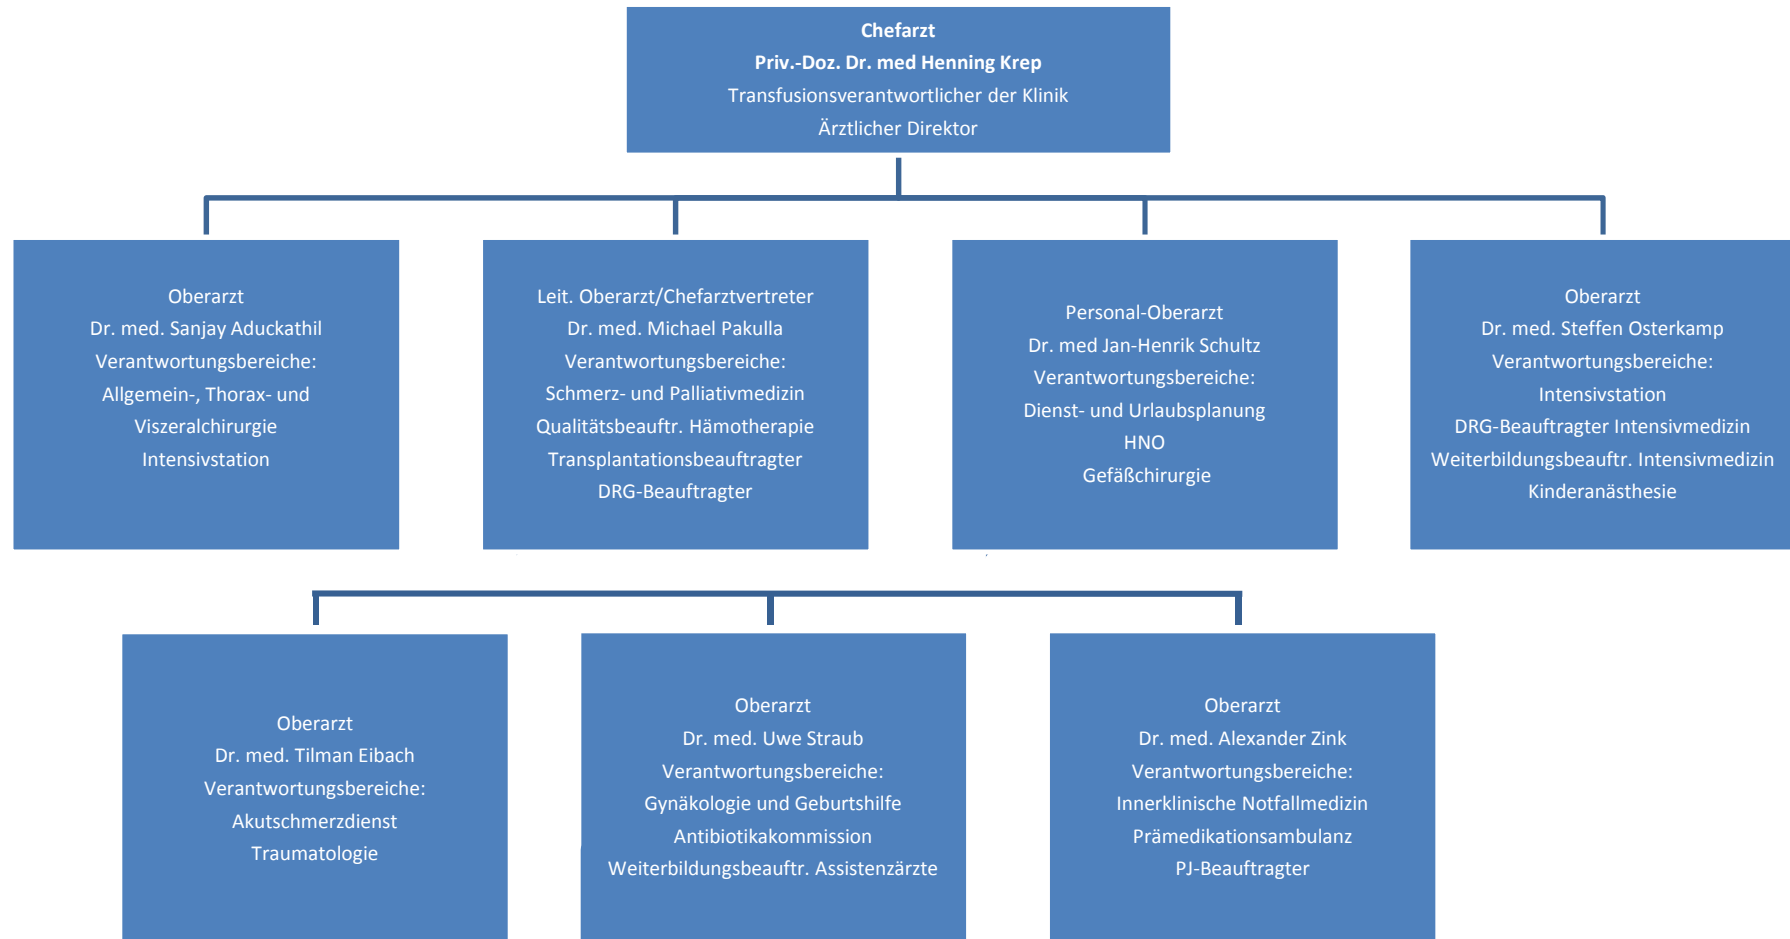 Chefarzt
Priv.-Doz. Dr. med Henning Krep
Transfusionsverantwortlicher der Klinik
Ärztlicher Direktor
Oberarzt
Dr. med. Sanjay Aduckathil
Verantwortungsbereiche:
Allgemein-, Thorax- und
Viszeralchirurgie
Intensivstation
Leit. Oberarzt/Chefarztvertreter
Dr. med. Michael Pakulla
Verantwortungsbereiche:
Schmerz- und Palliativmedizin
Qualitätsbeauftr. Hämotherapie
Transplantationsbeauftragter
DRG-Beauftragter
Personal-Oberarzt
Dr. med Jan-Henrik Schultz
Verantwortungsbereiche:
Dienst- und Urlaubsplanung
HNO
Gefäßchirurgie
Oberarzt
Dr. med. Steffen Osterkamp
Verantwortungsbereiche:
Intensivstation
DRG-Beauftragter Intensivmedizin
Weiterbildungsbeauftr. Intensivmedizin
Kinderanästhesie
Oberarzt
Dr. med. Tilman Eibach
Verantwortungsbereiche:
Akutschmerzdienst
Traumatologie
Oberarzt
Dr. med. Uwe Straub
Verantwortungsbereiche:
Gynäkologie und Geburtshilfe
Antibiotikakommission
Weiterbildungsbeauftr. Assistenzärzte
Oberarzt
Dr. med. Alexander Zink
Verantwortungsbereiche:
Innerklinische Notfallmedizin
Prämedikationsambulanz
PJ-Beauftragter